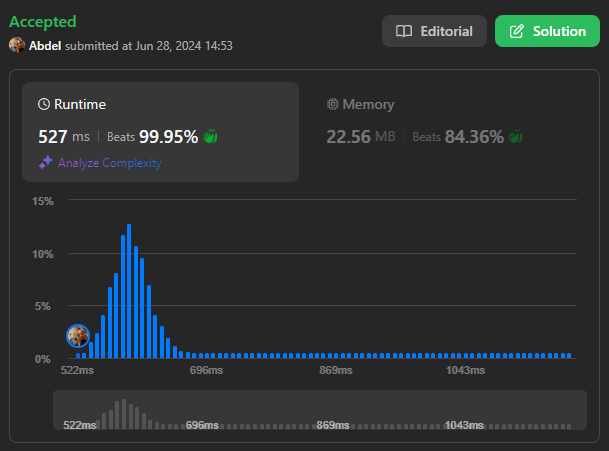 Accepted
Editorial
Solution
Abdel submitted at Jun 28, 2024 14:53
Runtime
Memory
527 ms | Beats 99.95%
22.56 MB | Beats 84.36%
Analyze Complexity
15%
10%
5%
0%
522ms 696ms 869ms 1043ms
522ms 696ms 869ms 1043ms